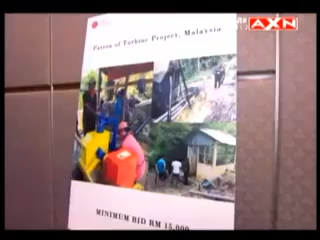 AXN
Patron of Turbine Project, Malaysia
MINIMUM BID RM 15,000